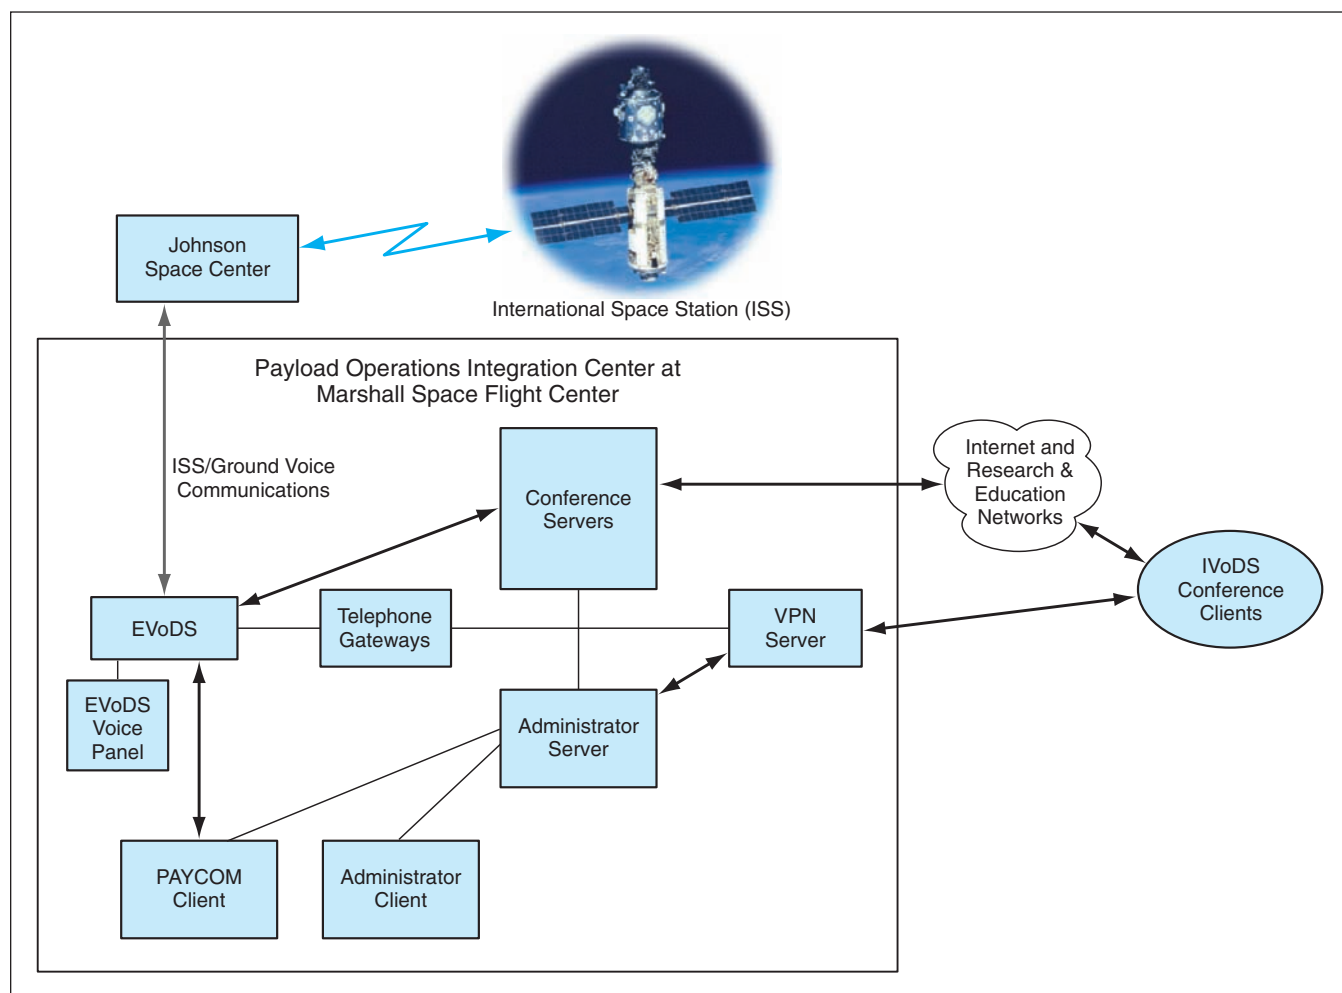 Johnson
Space Center
International Space Station (ISS)
Payload Operations Integration Center at
Marshall Space Flight Center
ISS/Ground Voice
Communications
Conference
Servers
Internet and
Research &
Education
Networks
IVoDS
Conference
Clients
EVoDS
Telephone
Gateways
VPN
Server
EVoDS
Voice
Panel
Administrator
Server
PAYCOM
Client
Administrator
Client